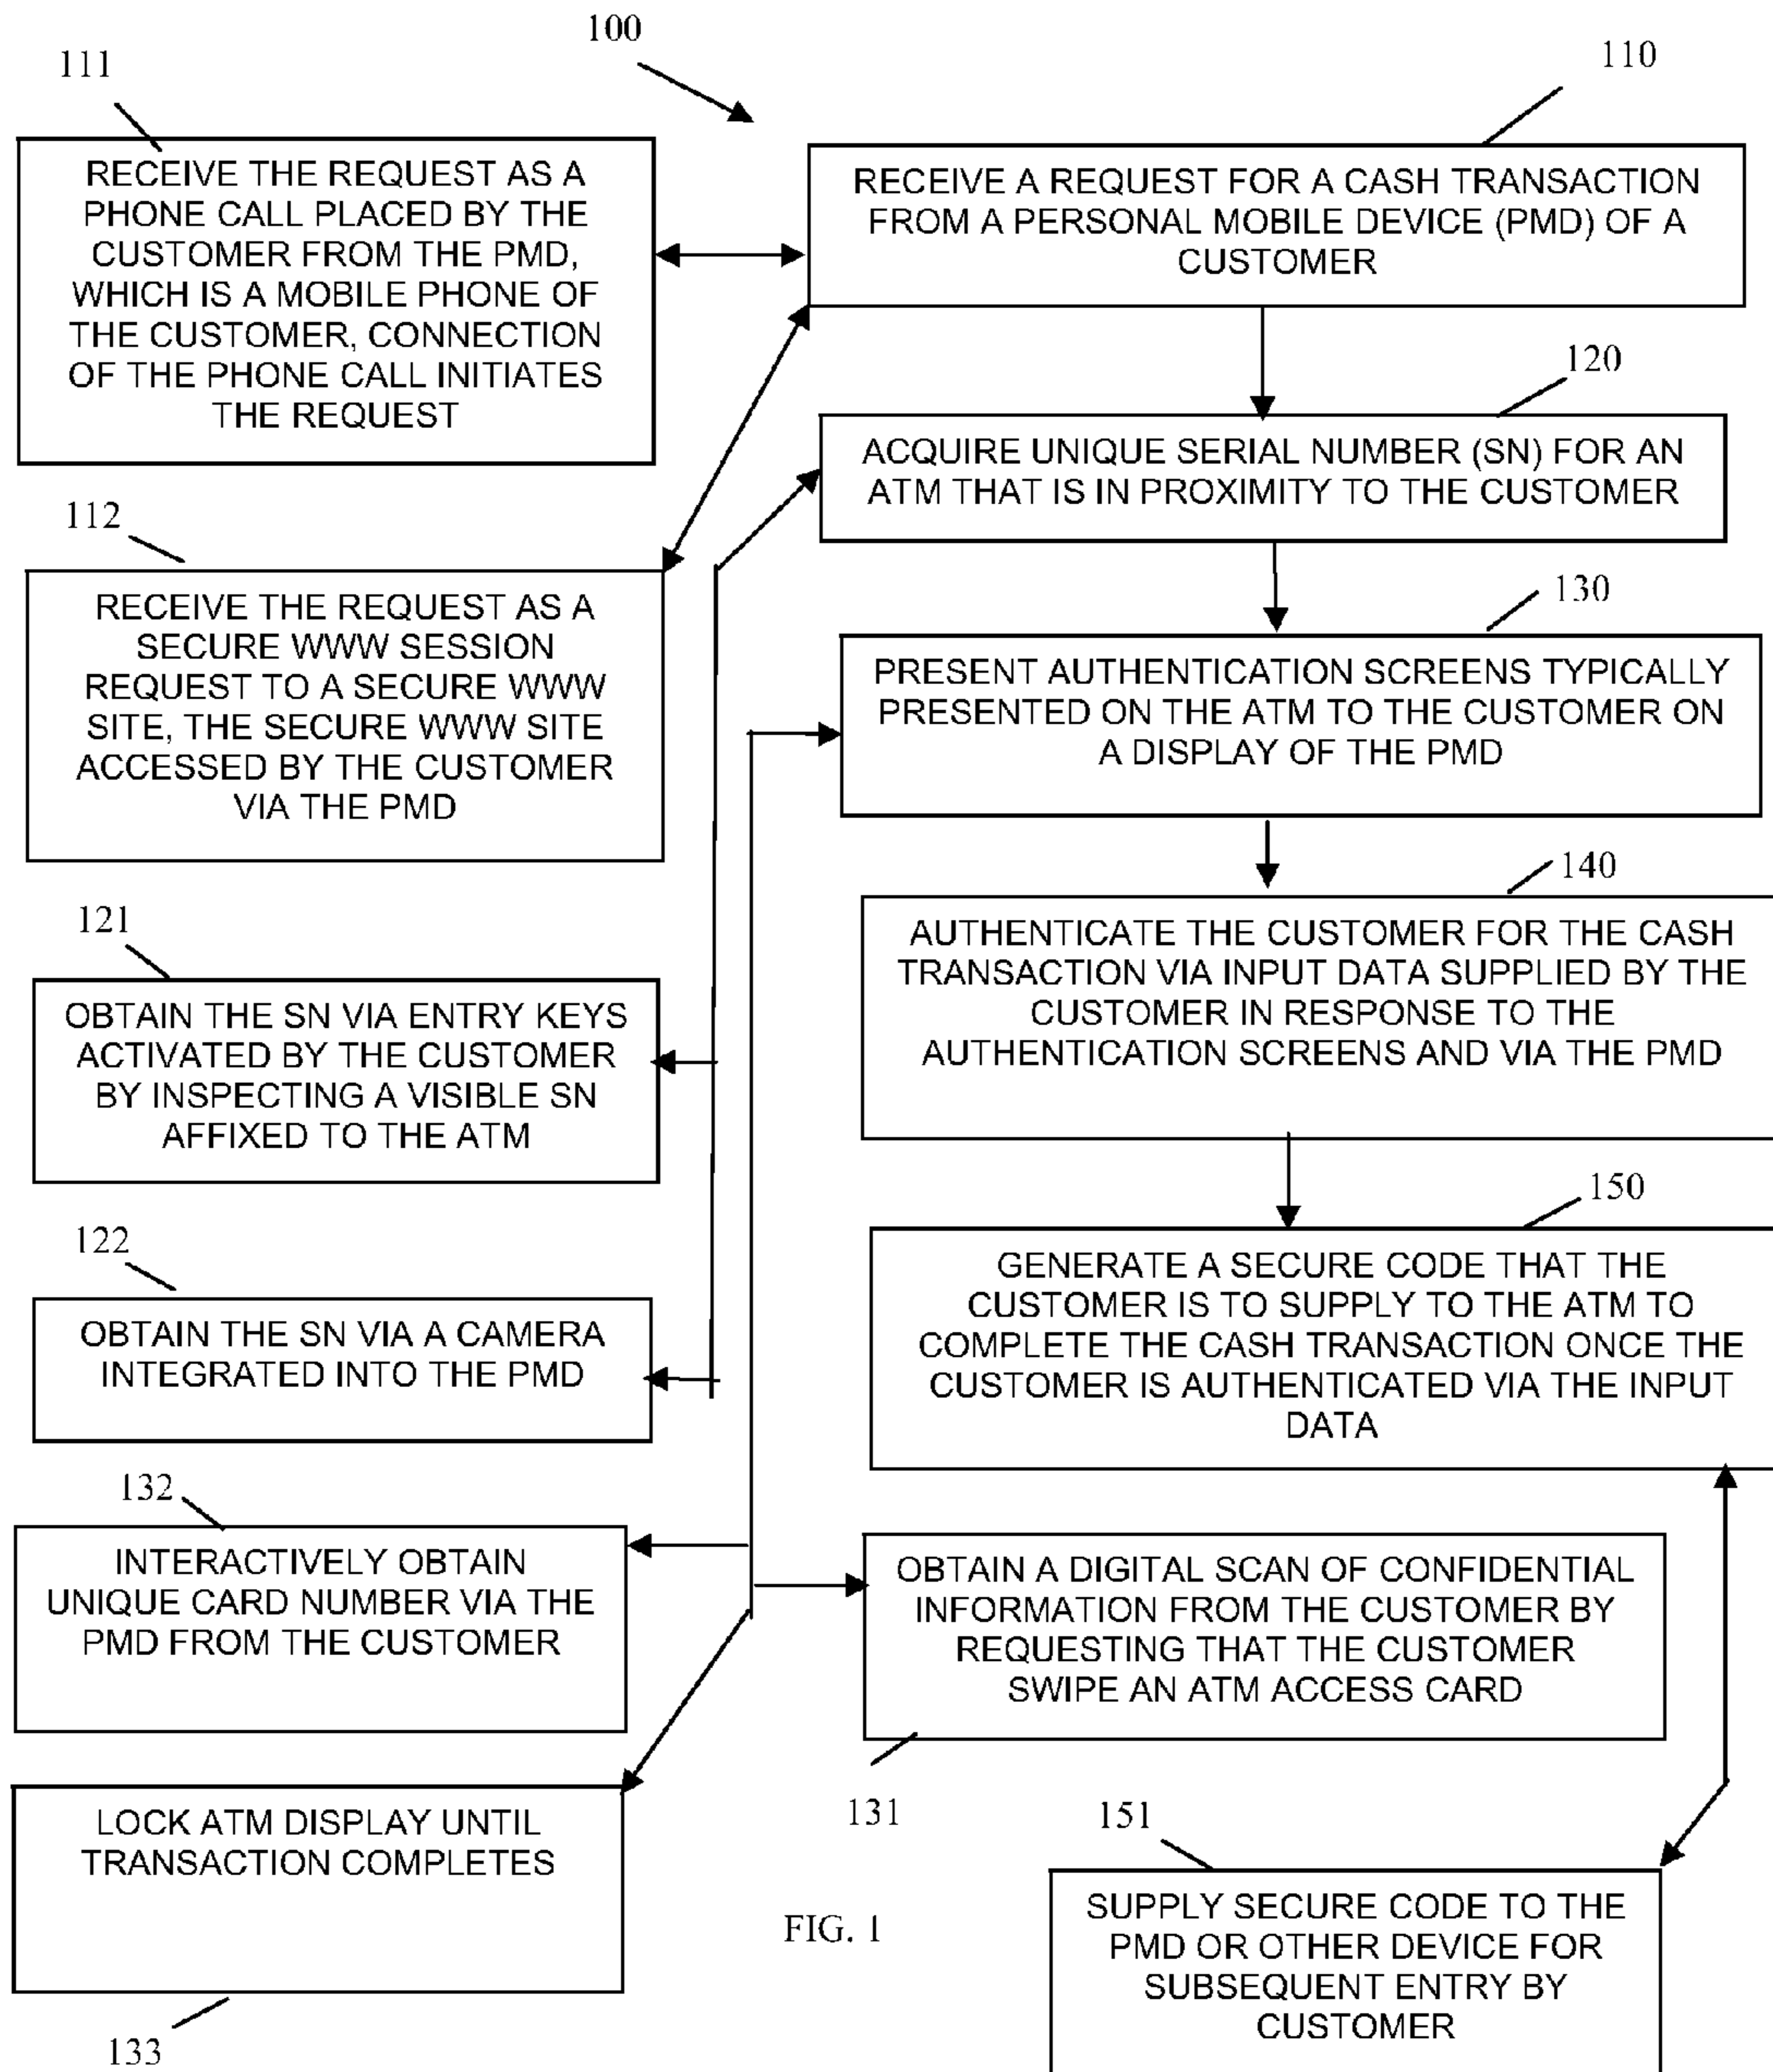 100
111
110
RECEIVE THE REQUEST AS A
PHONE CALL PLACED BY THE
CUSTOMER FROM THE PMD,
WHICH IS A MOBILE PHONE OF
THE CUSTOMER, CONNECTION
OF THE PHONE CALL INITIATES
THE REQUEST
RECEIVE A REQUEST FOR A CASH TRANSACTION
FROM A PERSONAL MOBILE DEVICE (PMD) OF A
CUSTOMER
120
ACQUIRE UNIQUE SERIAL NUMBER (SN) FOR AN
ATM THAT IS IN PROXIMITY TO THE CUSTOMER
112
RECEIVE THE REQUEST AS A
SECURE WWW SESSION
REQUEST TO A SECURE WWW
SITE, THE SECURE WWW SITE
ACCESSED BY THE CUSTOMER
VIA THE PMD
130
PRESENT AUTHENTICATION SCREENS TYPICALLY
PRESENTED ON THE ATM TO THE CUSTOMER ON
A DISPLAY OF THE PMD
140
AUTHENTICATE THE CUSTOMER FOR THE CASH
TRANSACTION VIA INPUT DATA SUPPLIED BY THE
CUSTOMER IN RESPONSE TO THE
AUTHENTICATION SCREENS AND VIA THE PMD
121
OBTAIN THE SN VIA ENTRY KEYS
ACTIVATED BY THE CUSTOMER
BY INSPECTING A VISIBLE SN
AFFIXED TO THE ATM
150
GENERATE A SECURE CODE THAT THE
CUSTOMER IS TO SUPPLY TO THE ATM TO
COMPLETE THE CASH TRANSACTION ONCE THE
CUSTOMER IS AUTHENTICATED VIA THE INPUT
DATA
122
OBTAIN THE SN VIA A CAMERA
INTEGRATED INTO THE PMD
132
INTERACTIVELY OBTAIN
UNIQUE CARD NUMBER VIA THE
PMD FROM THE CUSTOMER
OBTAIN A DIGITAL SCAN OF CONFIDENTIAL
INFORMATION FROM THE CUSTOMER BY
REQUESTING THAT THE CUSTOMER
SWIPE AN ATM ACCESS CARD
131
LOCK ATM DISPLAY UNTIL
TRANSACTION COMPLETES
133
151
SUPPLY SECURE CODE TO THE
PMD OR OTHER DEVICE FOR
SUBSEQUENT ENTRY BY
CUSTOMER
FIG. 1